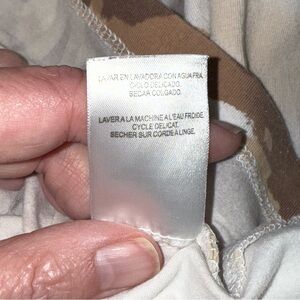 LAVAR EN LAVADORA CON AGUA FRIA.
CICLO DELICADO.
SECAR COLGADO.
LAVER A LA MACHINE A L'EAU FROIDE.
CYCLE DELICAT.
SECHER SUR CORDE A LINGE.